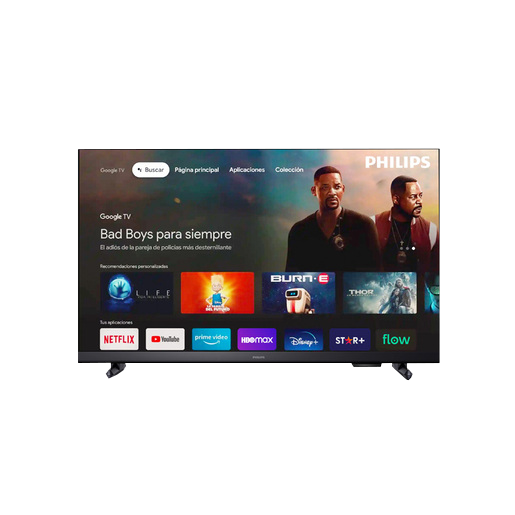 PHILIPS
Google TV Buscar Página principal Aplicaciones Colección
Google TV
Bad Boys para siempre
El adiós de la pareja de policías más desternillante
Recomendaciones personalizadas
LIFE
BURN·E
THOR
Tus aplicaciones
NETFLIX YouTube prime video HBOmax Disney+ STAR+ flow
PHILIPS